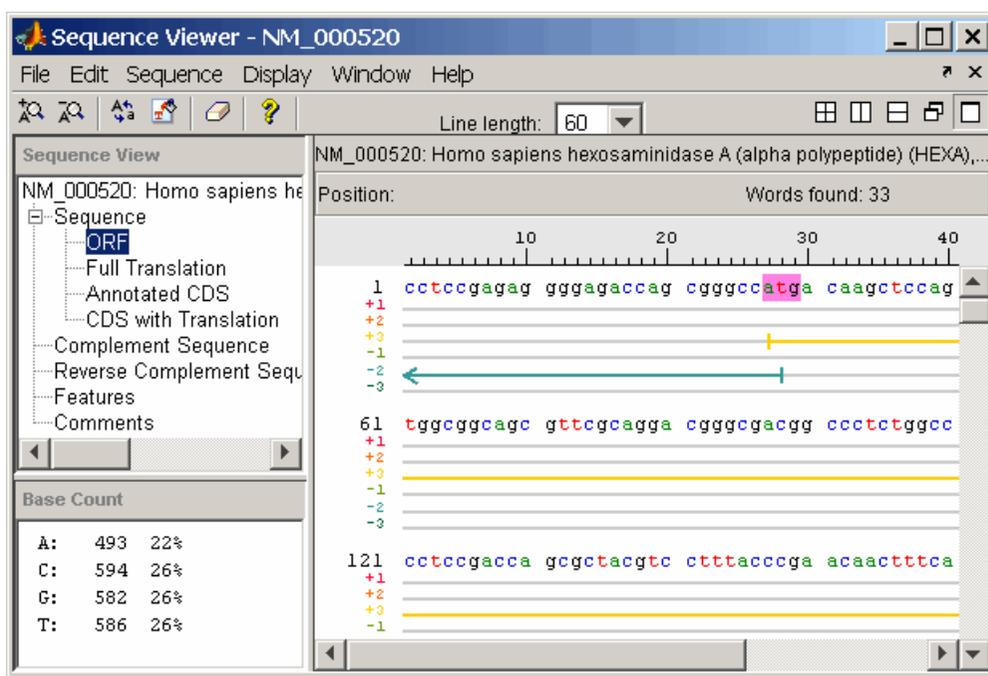 Sequence Viewer - NM_000520
File Edit Sequence Display Window Help
Line length: 60
Sequence View
NM_000520: Homo sapiens he
Sequence
ORF
Full Translation
Annotated CDS
CDS with Translation
Complement Sequence
Reverse Complement Sequ
Features
Comments
Base Count
A: 493 22%
C: 594 26%
G: 582 26%
T: 586 26%
NM_000520: Homo sapiens hexosaminidase A (alpha polypeptide) (HEXA),...
Position: Words found: 33
10 20 30 40
1 cctccgagag gggagaccag cgggccatga caagctccag
+1
+2
+3
-1
-2
-3
61 tggcggcagc gttcgcagga cgggcgacgg ccctctggcc
+1
+2
+3
-1
-2
-3
121 cctccgacca gcgctacgtc ctttacccga acaactttca
+1
+2
+3
-1